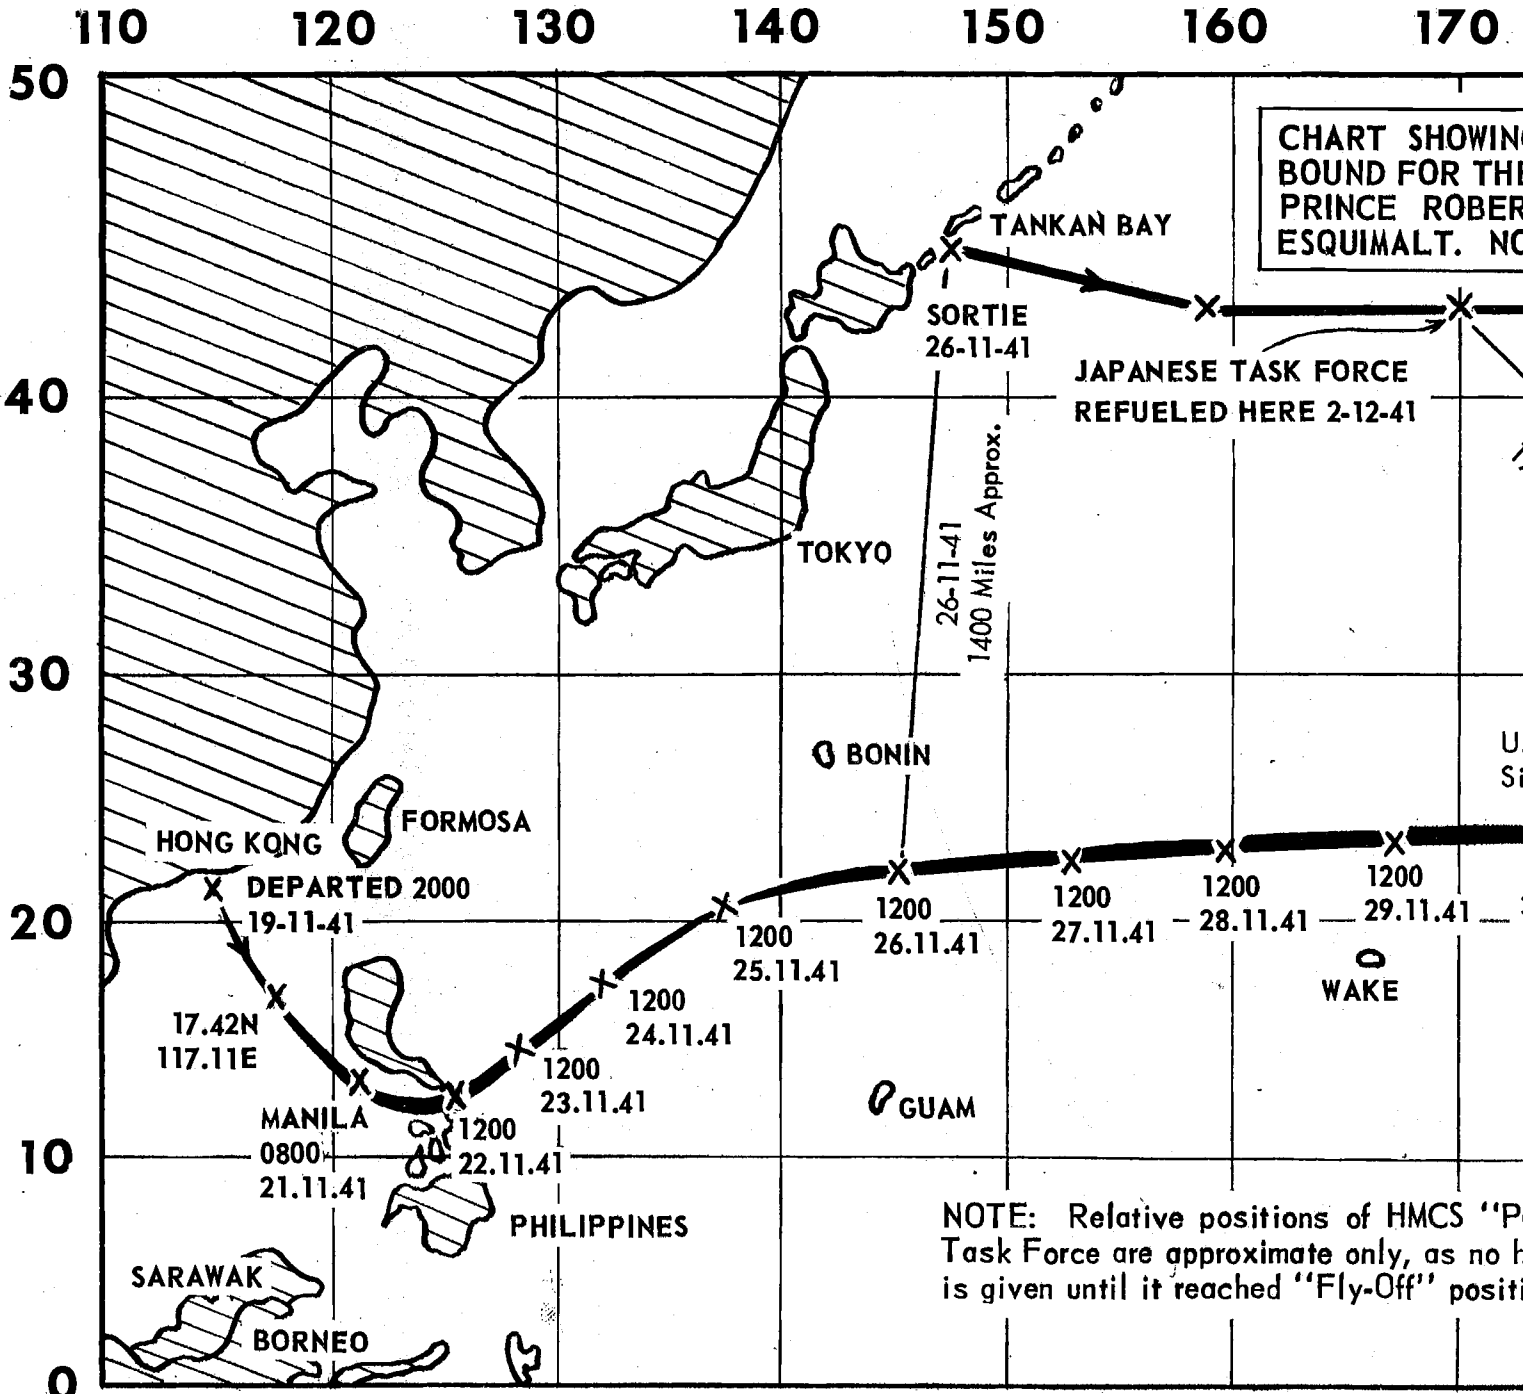 110 120 130 140 150 160 170
50
CHART SHOWING
BOUND FOR THE
PRINCE ROBER
ESQUIMALT. NO
TANKAN BAY
SORTIE
26-11-41
JAPANESE TASK FORCE
REFUELED HERE 2-12-41
40
26-11-41
1400 Miles Approx.
TOKYO
30
BONIN
U.
Si
FORMOSA
HONG KONG
DEPARTED 2000
19-11-41
20
1200
25.11.41
1200
26.11.41
1200
27.11.41
1200
28.11.41
1200
29.11.41
WAKE
17.42N
117.11E
1200
24.11.41
1200
23.11.41
GUAM
MANILA
0800
21.11.41
1200
22.11.41
10
PHILIPPINES
NOTE: Relative positions of HMCS "P
Task Force are approximate only, as no h
is given until it reached "Fly-Off" positi
SARAWAK
BORNEO
0